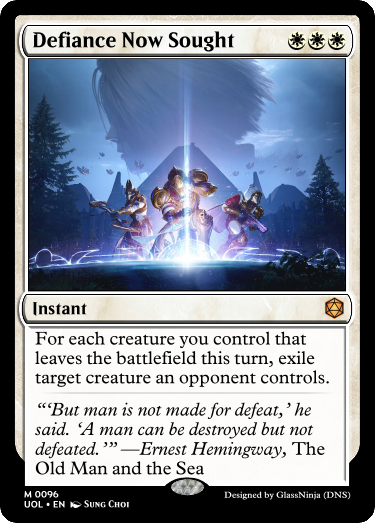 Defiance Now Sought
Instant
For each creature you control that
leaves the battlefield this turn, exile
target creature an opponent controls.
“‘But man is not made for defeat,’ he
said. ‘A man can be destroyed but not
defeated.’” —Ernest Hemingway, The
Old Man and the Sea
M 0096
UOL • EN Sung Choi
Designed by GlassNinja (DNS)